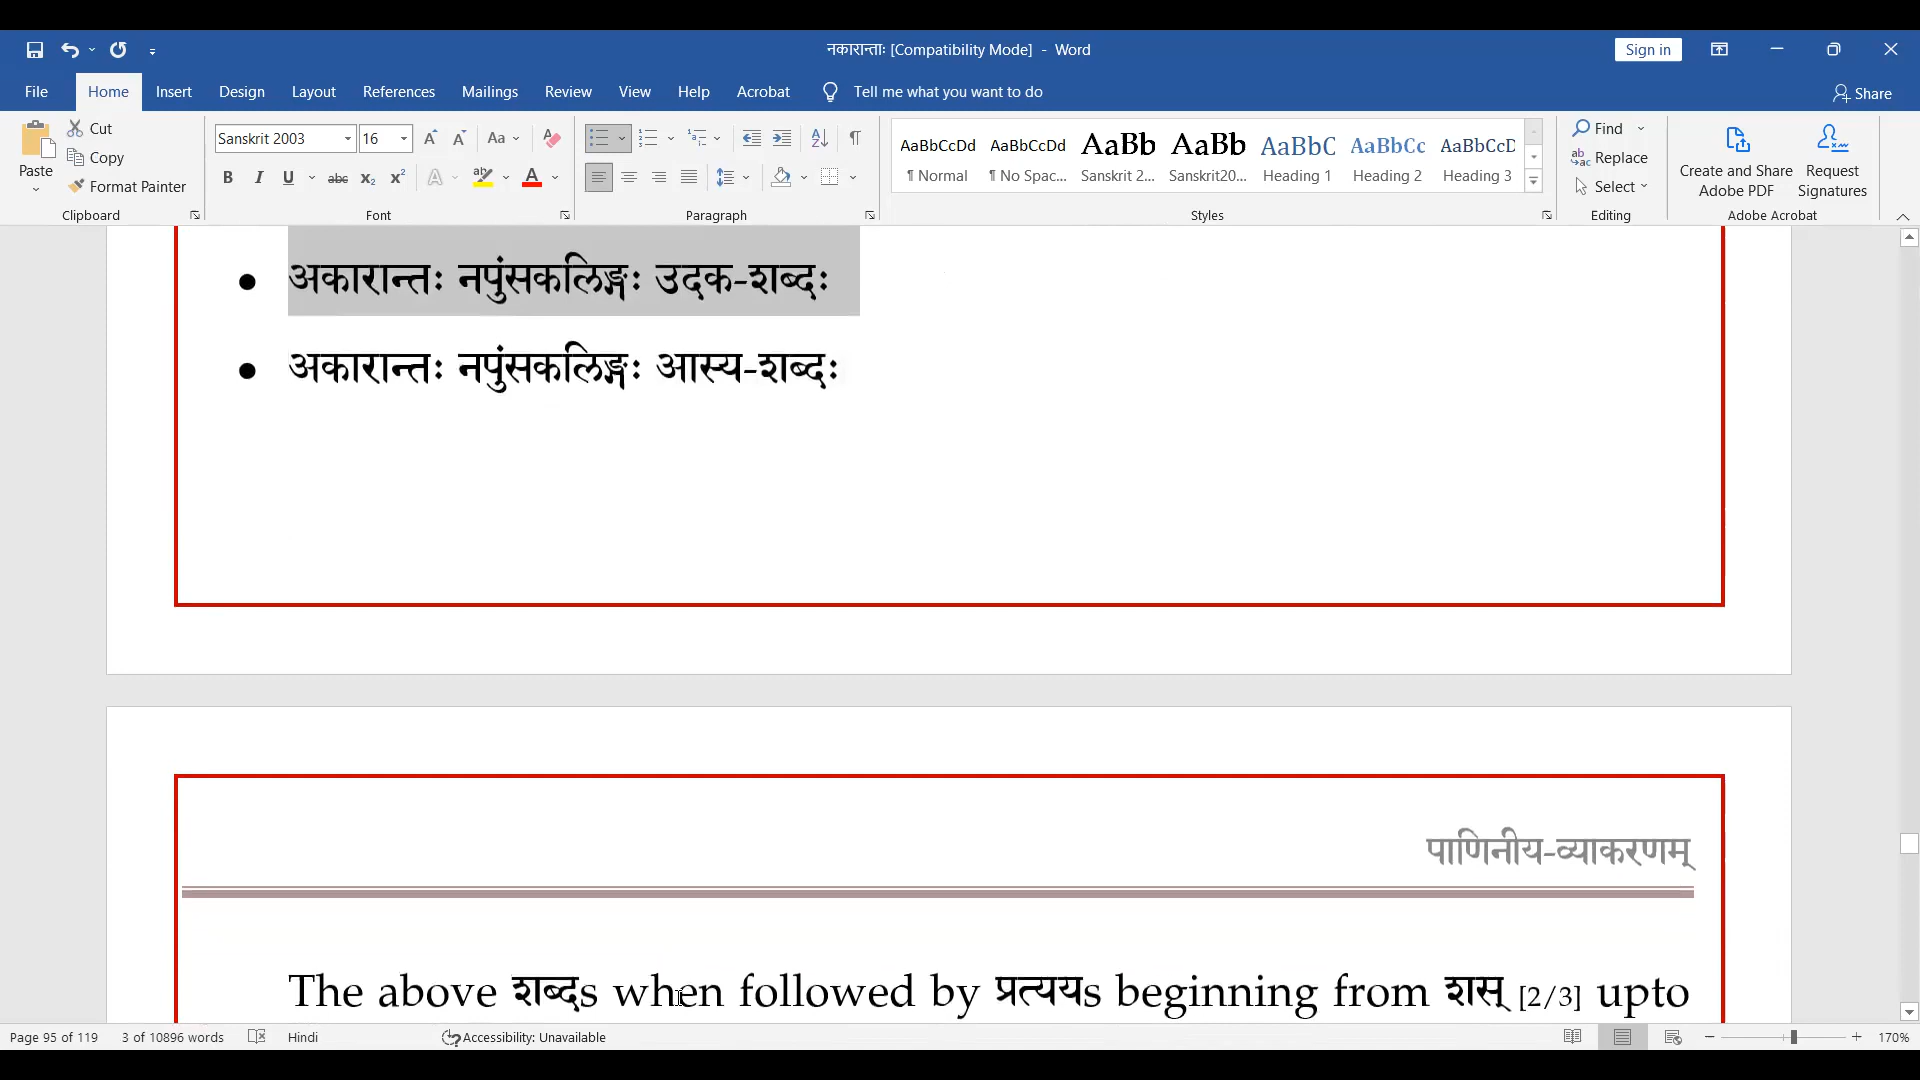 नकारान्ताः [Compatibility Mode] - Word
Sign in
File Home Insert Design Layout References Mailings Review View Help Acrobat Tell me what you want to do
Share
Paste
Cut
Copy
Format Painter
Clipboard
Sanskrit 2003 16
Font
Paragraph
AaBbCcDd AaBbCcDd AaBb AaBb AaBbC AaBbCc AaBbCcD
¶ Normal ¶ No Spac... Sanskrit 2... Sanskrit20... Heading 1 Heading 2 Heading 3
Styles
Find
Replace
Select
Editing
Create and Share Adobe PDF
Request Signatures
Adobe Acrobat
• अकारान्तः नपुंसकलिङ्गः उदक-शब्दः
• अकारान्तः नपुंसकलिङ्गः आस्य-शब्दः
पाणिनीय-व्याकरणम्
The above शब्दs when followed by प्रत्ययs beginning from शस् [2/3] upto
Page 95 of 119 3 of 10896 words Hindi Accessibility: Unavailable 170%